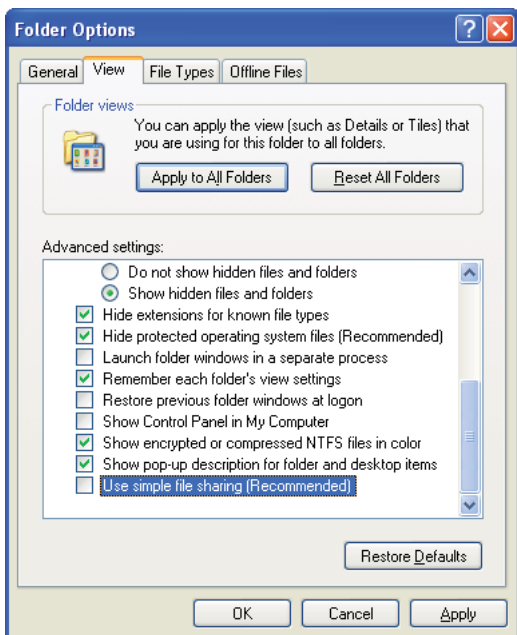 Folder Options
General View File Types Offline Files
Folder views
You can apply the view (such as Details or Tiles) that
you are using for this folder to all folders.
Apply to All Folders Reset All Folders
Advanced settings:
Do not show hidden files and folders
Show hidden files and folders
Hide extensions for known file types
Hide protected operating system files (Recommended)
Launch folder windows in a separate process
Remember each folder's view settings
Restore previous folder windows at logon
Show Control Panel in My Computer
Show encrypted or compressed NTFS files in color
Show pop-up description for folder and desktop items
Use simple file sharing (Recommended)
Restore Defaults
OK Cancel Apply